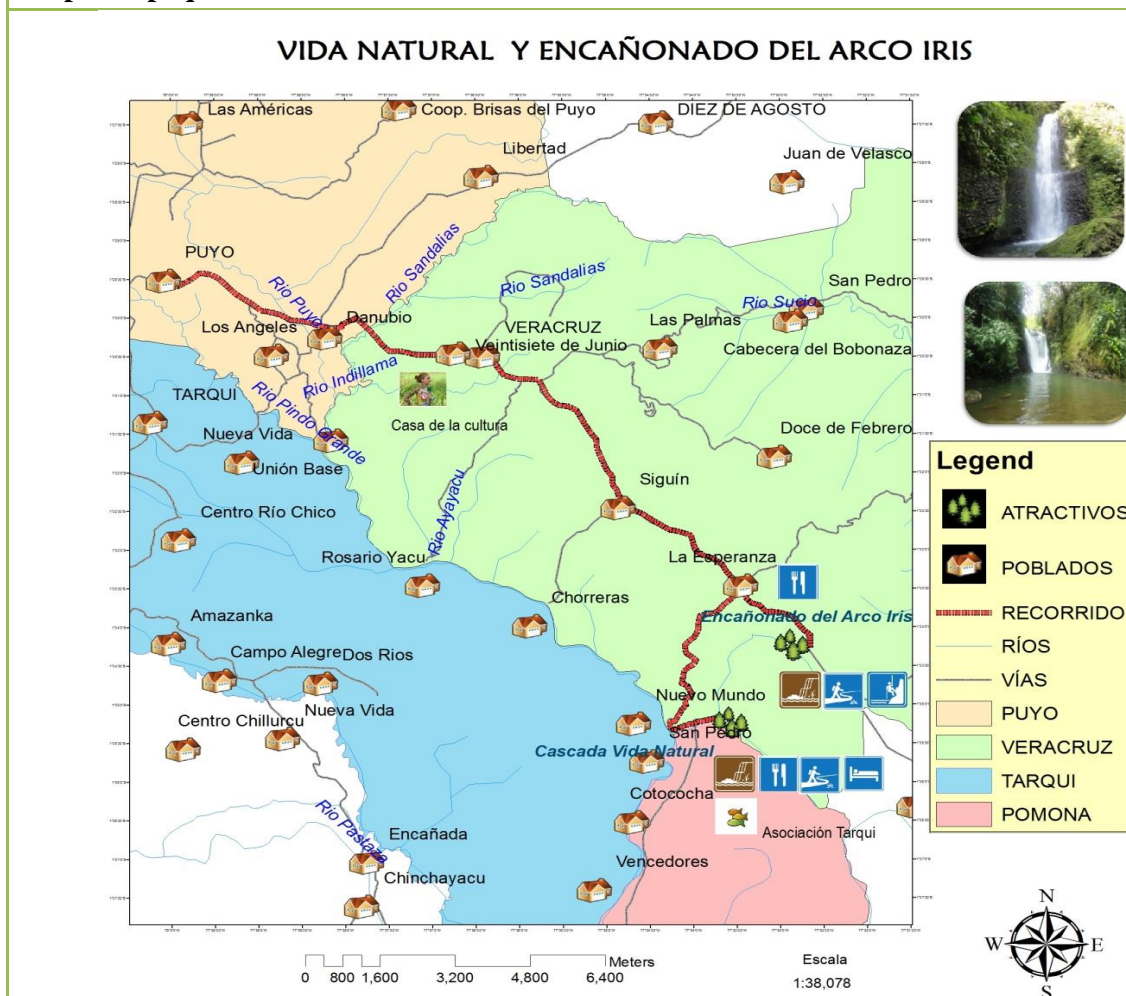 VIDA NATURAL Y ENCAÑONADO DEL ARCO IRIS
Las Américas
Coop. Brisas del Puyo
DIEZ DE AGOSTO
Libertad
Juan de Velasco
PUYO
Rio Puyo
Rio Sandalias
Rio Sandalias
San Pedro
Rio Sucio
Los Angeles
Danubio
VERACRUZ
Las Palmas
Veintisiete de Junio
Cabecera del Bobonaza
Rio Indillama
TARQUI
Rio Pindo Grande
Casa de la cultura
Nueva Vida
Doce de Febrero
Unión Base
Siguín
Centro Río Chico
Rio Ayayacu
Rosario Yacu
La Esperanza
Chorreras
Encañonado del Arco Iris
Amazanka
Campo Alegre
Dos Rios
Nueva Vida
Nuevo Mundo
Centro Chillurcu
San Pedro
Cascada Vida Natural
Cotococha
Rio Pastaza
Encañada
Asociación Tarqui
Vencedores
Chinchayacu
Legend
ATRACTIVOS
POBLADOS
RECORRIDO
RÍOS
VÍAS
PUYO
VERACRUZ
TARQUI
POMONA
N
W
E
S
Meters
0 800 1,600 3,200 4,800 6,400
Escala
1:38,078